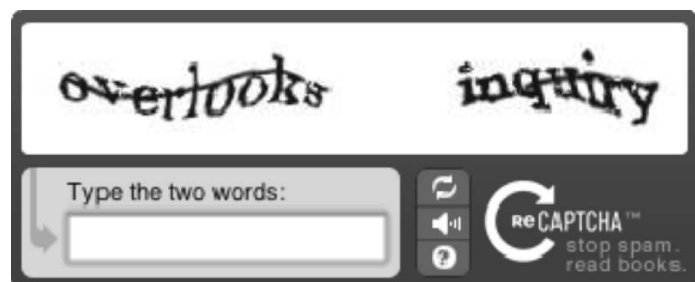 overlooks inquiry
Type the two words:
ReCAPTCHA™
stop spam.
read books.